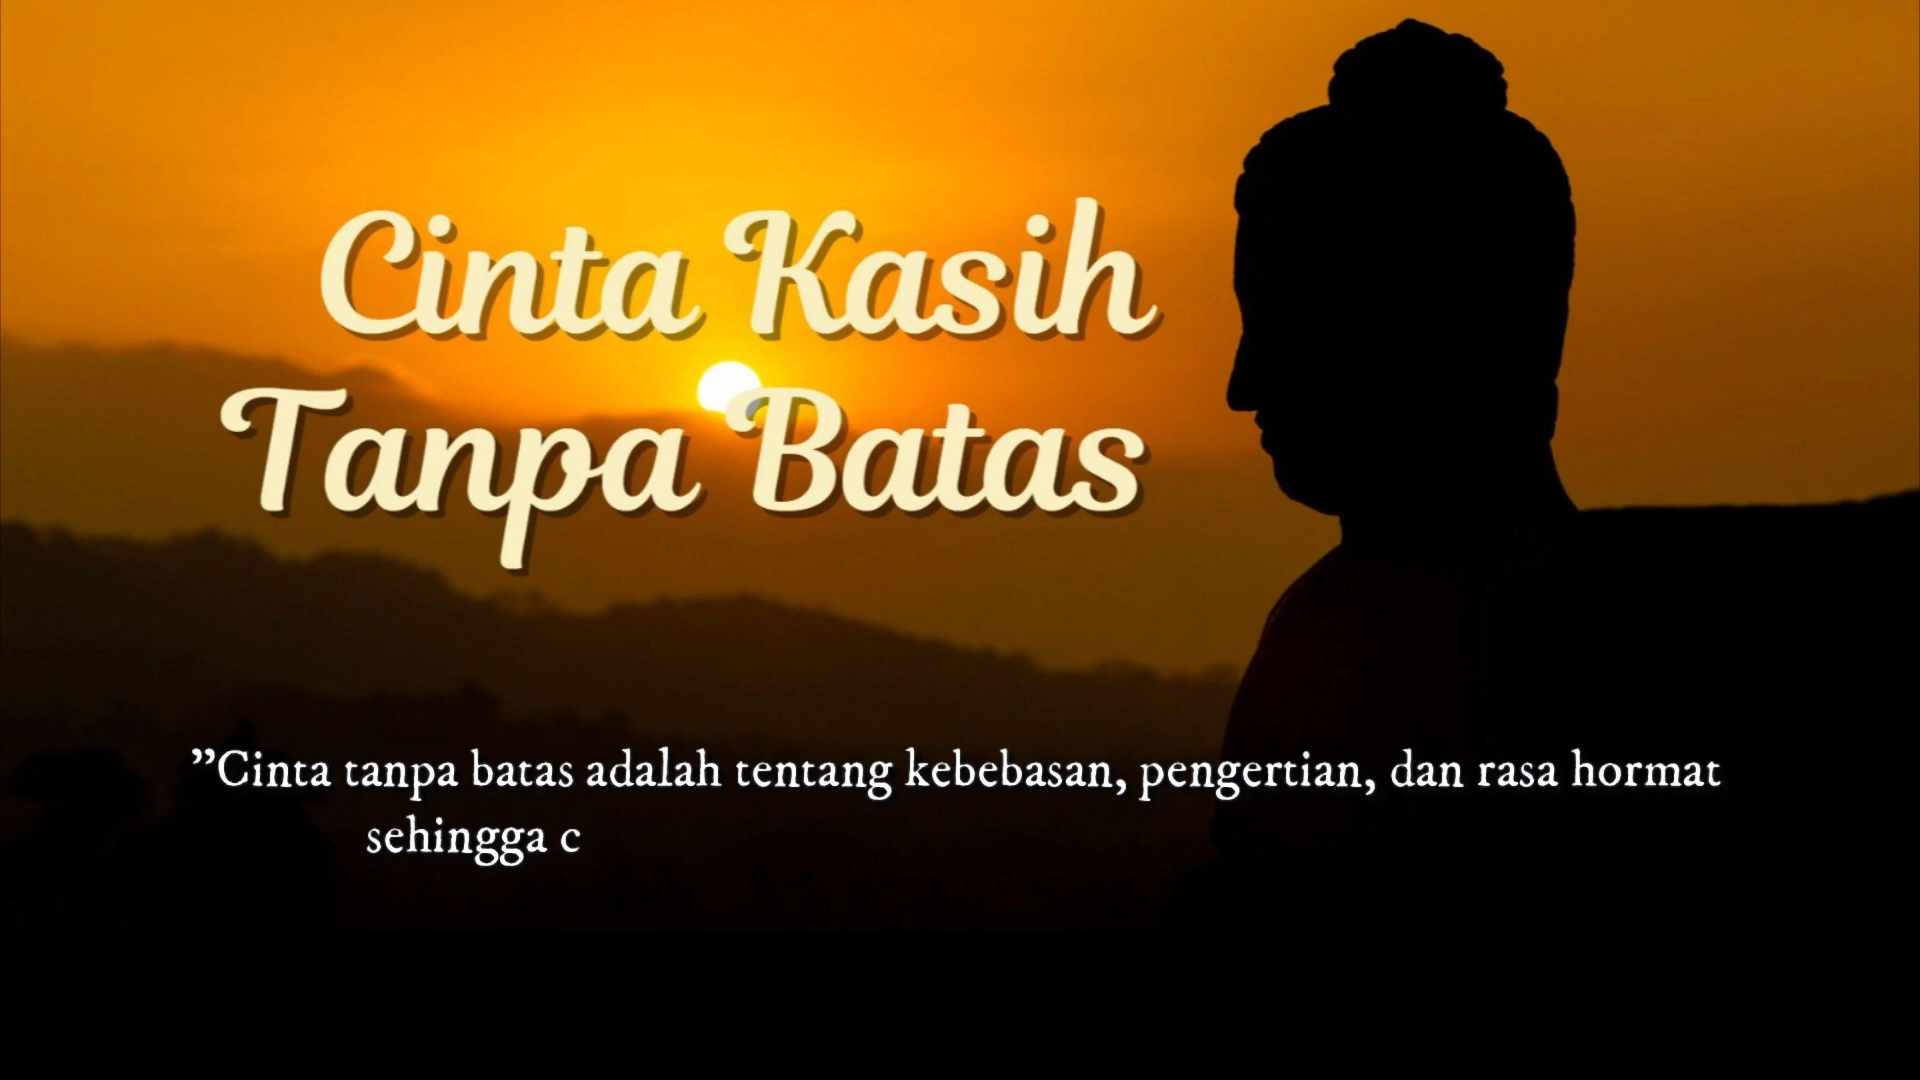 Cinta Kasih
Tanpa Batas
”Cinta tanpa batas adalah tentang kebebasan, pengertian, dan rasa hormat
sehingga c